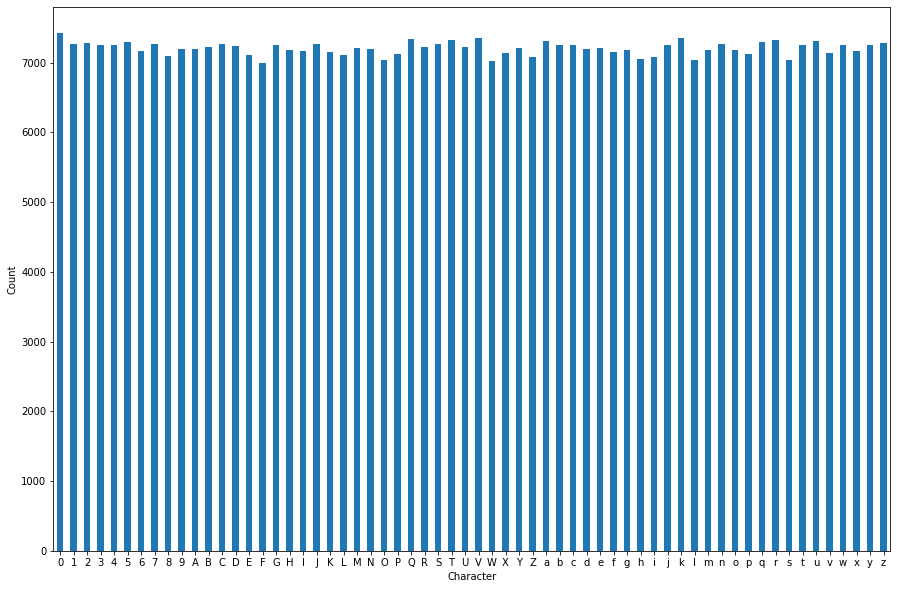 7000
6000
5000
4000
3000
2000
1000
0
Count
0 1 2 3 4 5 6 7 8 9 A B C D E F G H I J K L M N O P Q R S T U V W X Y Z a b c d e f g h i j k l m n o p q r s t u v w x y z
Character